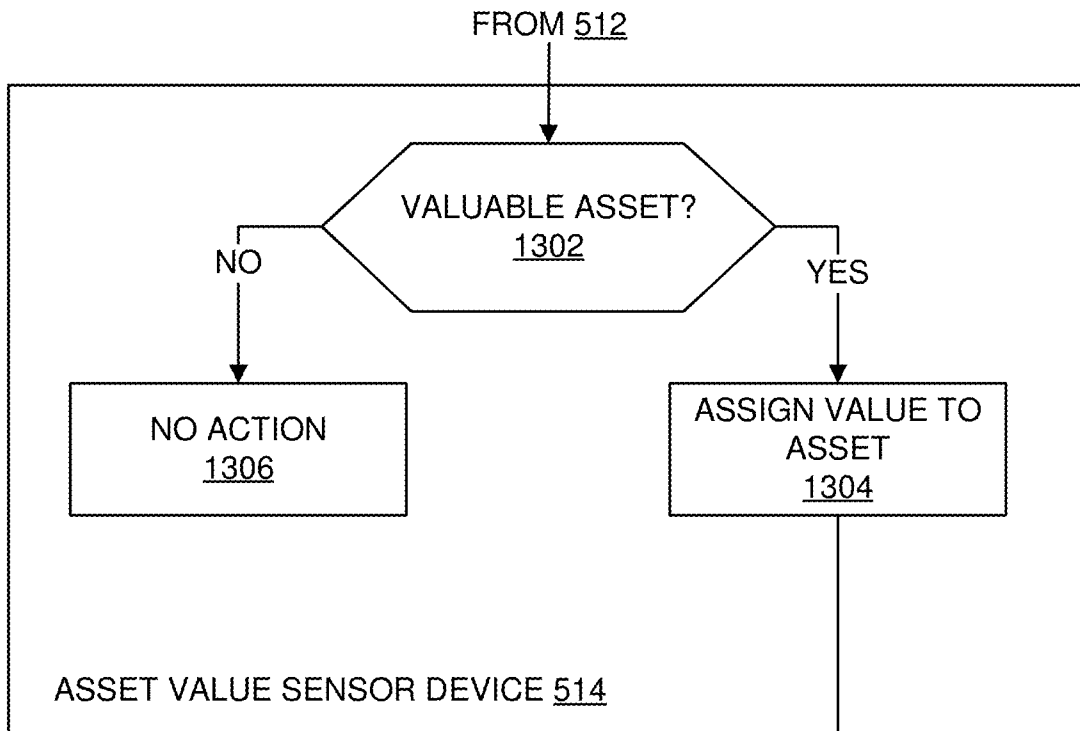 FROM 512
VALUABLE ASSET?
1302
NO
YES
NO ACTION
1306
ASSIGN VALUE TO
ASSET
1304
ASSET VALUE SENSOR DEVICE 514